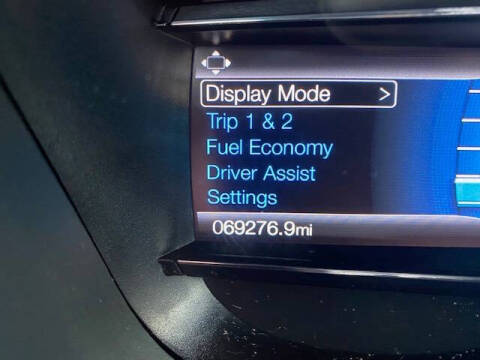 Display Mode >
Trip 1 & 2
Fuel Economy
Driver Assist
Settings
069276.9mi